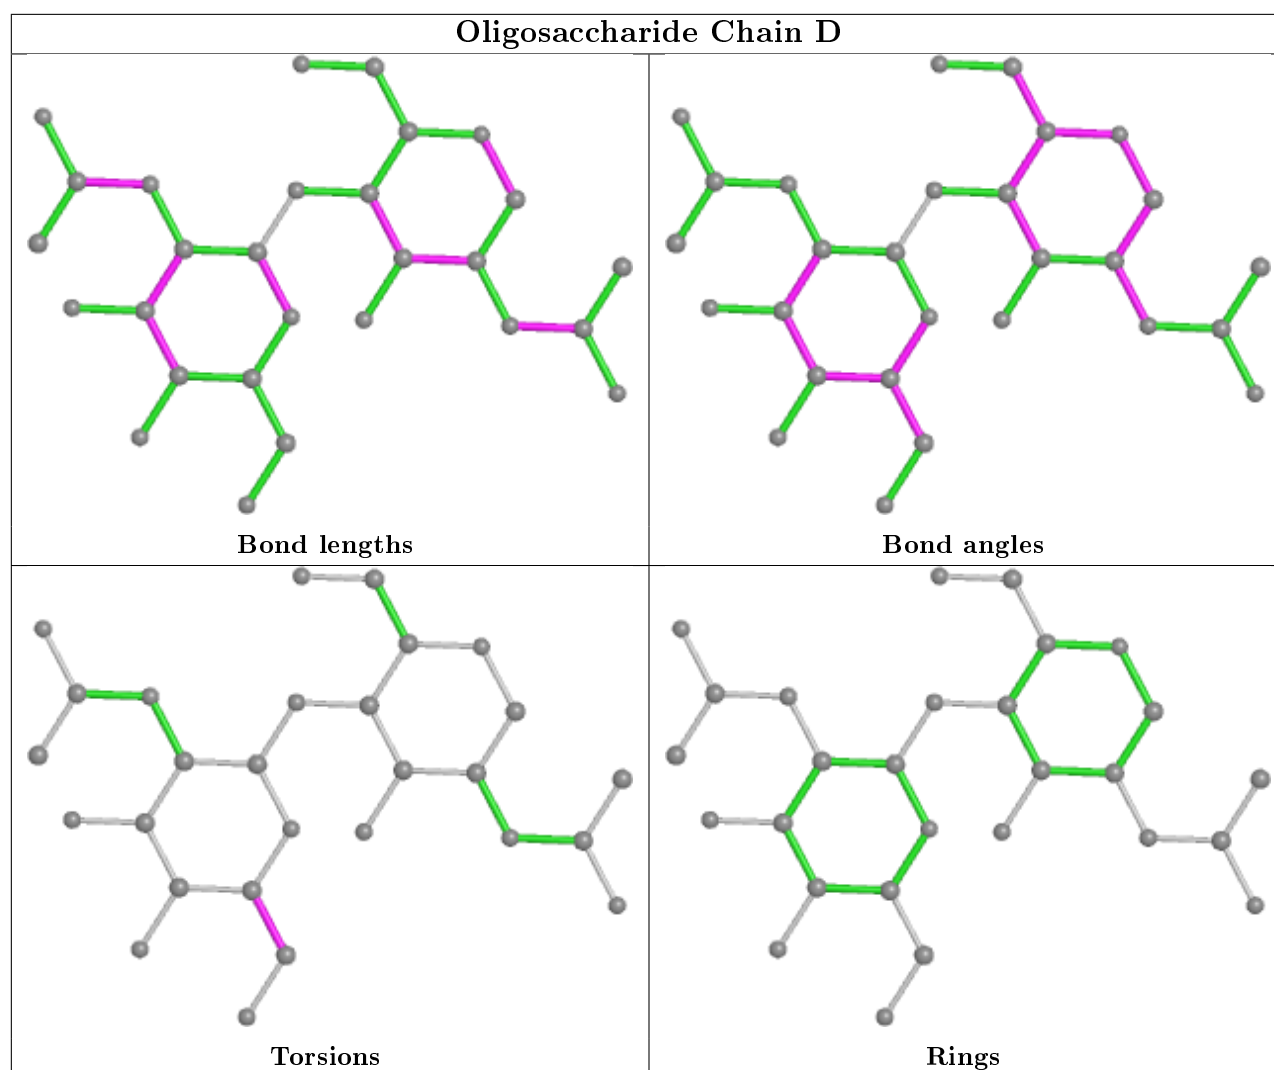 Oligosaccharide Chain D
Bond lengths
Bond angles
Torsions
Rings